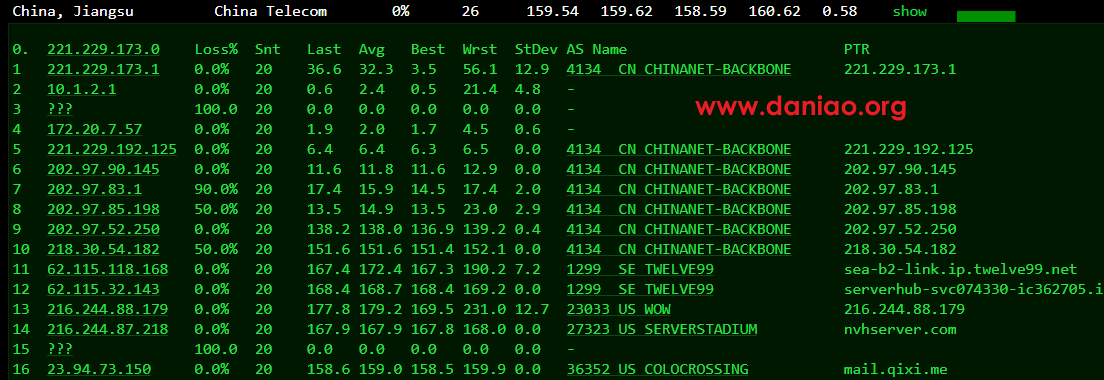 China, Jiangsu China Telecom 0% 26 159.54 159.62 158.59 160.62 0.58 show
0. 221.229.173.0 Loss% Snt Last Avg Best Wrst StDev AS Name PTR
1 221.229.173.1 0.0% 20 36.6 32.3 3.5 56.1 12.9 4134 CN CHINANET-BACKBONE 221.229.173.1
2 10.1.2.1 0.0% 20 0.6 2.4 0.5 21.4 4.8 -
www.daniao.org
3 ??? 100.0 20 0.0 0.0 0.0 0.0 0.0 -
4 172.20.7.57 0.0% 20 1.9 2.0 1.7 4.5 0.6 -
5 221.229.192.125 0.0% 20 6.4 6.4 6.3 6.5 0.0 4134 CN CHINANET-BACKBONE 221.229.192.125
6 202.97.90.145 0.0% 20 11.6 11.8 11.6 12.9 0.0 4134 CN CHINANET-BACKBONE 202.97.90.145
7 202.97.83.1 90.0% 20 17.4 15.9 14.5 17.4 2.0 4134 CN CHINANET-BACKBONE 202.97.83.1
8 202.97.85.198 50.0% 20 13.5 14.9 13.5 23.0 2.9 4134 CN CHINANET-BACKBONE 202.97.85.198
9 202.97.52.250 0.0% 20 138.2 138.0 136.9 139.2 0.4 4134 CN CHINANET-BACKBONE 202.97.52.250
10 218.30.54.182 50.0% 20 151.6 151.6 151.4 152.1 0.0 4134 CN CHINANET-BACKBONE 218.30.54.182
11 62.115.118.168 0.0% 20 167.4 172.4 167.3 190.2 7.2 1299 SE TWELVE99 sea-b2-link.ip.twelve99.net
12 62.115.32.143 0.0% 20 168.4 168.7 168.4 169.2 0.0 1299 SE TWELVE99 serverhub-svc074330-ic362705.i
13 216.244.88.179 0.0% 20 177.8 179.2 169.5 231.0 12.7 23033 US WOW 216.244.88.179
14 216.244.87.218 0.0% 20 167.9 167.9 167.8 168.0 0.0 27323 US SERVERSTADIUM nvhserver.com
15 ??? 100.0 20 0.0 0.0 0.0 0.0 0.0 -
16 23.94.73.150 0.0% 20 158.6 159.0 158.5 159.9 0.0 36352 US COLOCROSSING mail.qixi.me